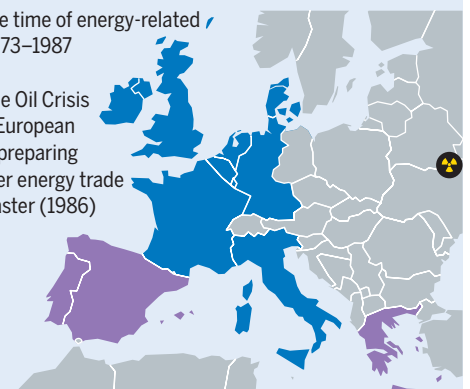 e time of energy-related
73–1987
e Oil Crisis
European
preparing
er energy trade
aster (1986)